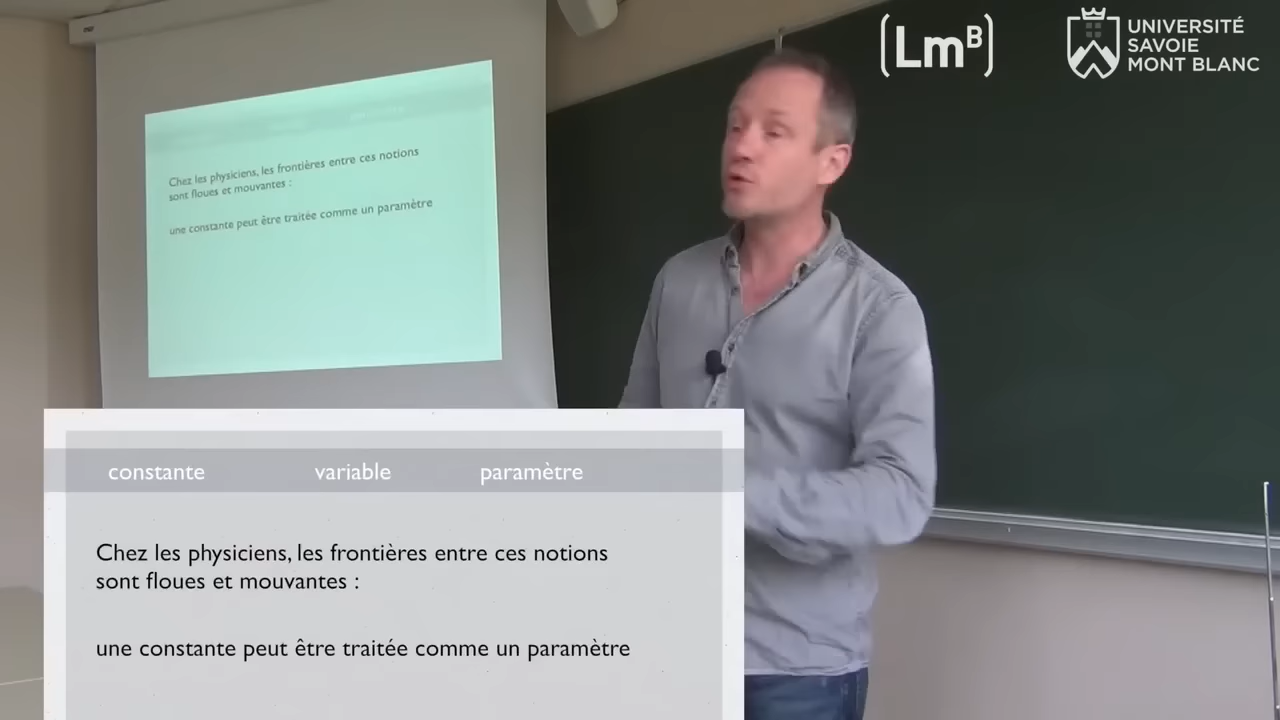 (LmB)
UNIVERSITÉ
SAVOIE
MONT BLANC
Chez les physiciens, les frontières entre ces notions
sont floues et mouvantes :
une constante peut être traitée comme un paramètre
constante variable paramètre
Chez les physiciens, les frontières entre ces notions
sont floues et mouvantes :
une constante peut être traitée comme un paramètre